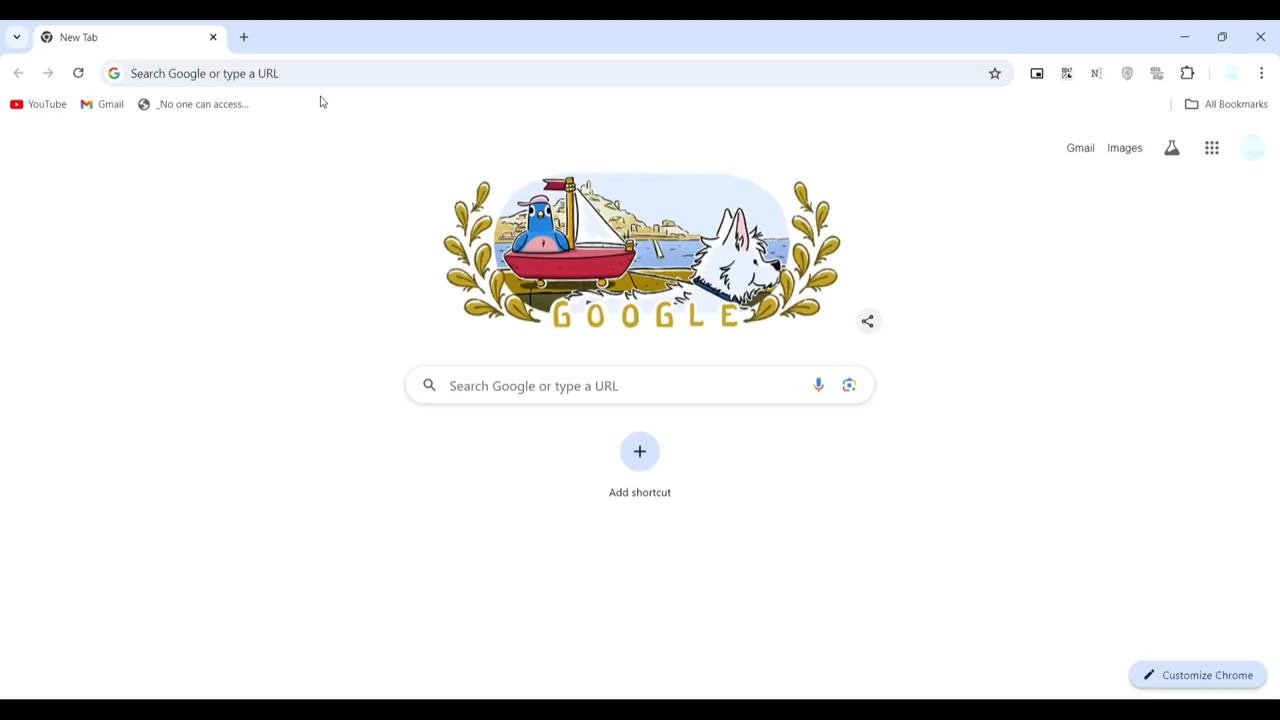 New Tab
Search Google or type a URL
YouTube
Gmail
_No one can access...
All Bookmarks
Gmail
Images
GOOGLE
Search Google or type a URL
Add shortcut
Customize Chrome